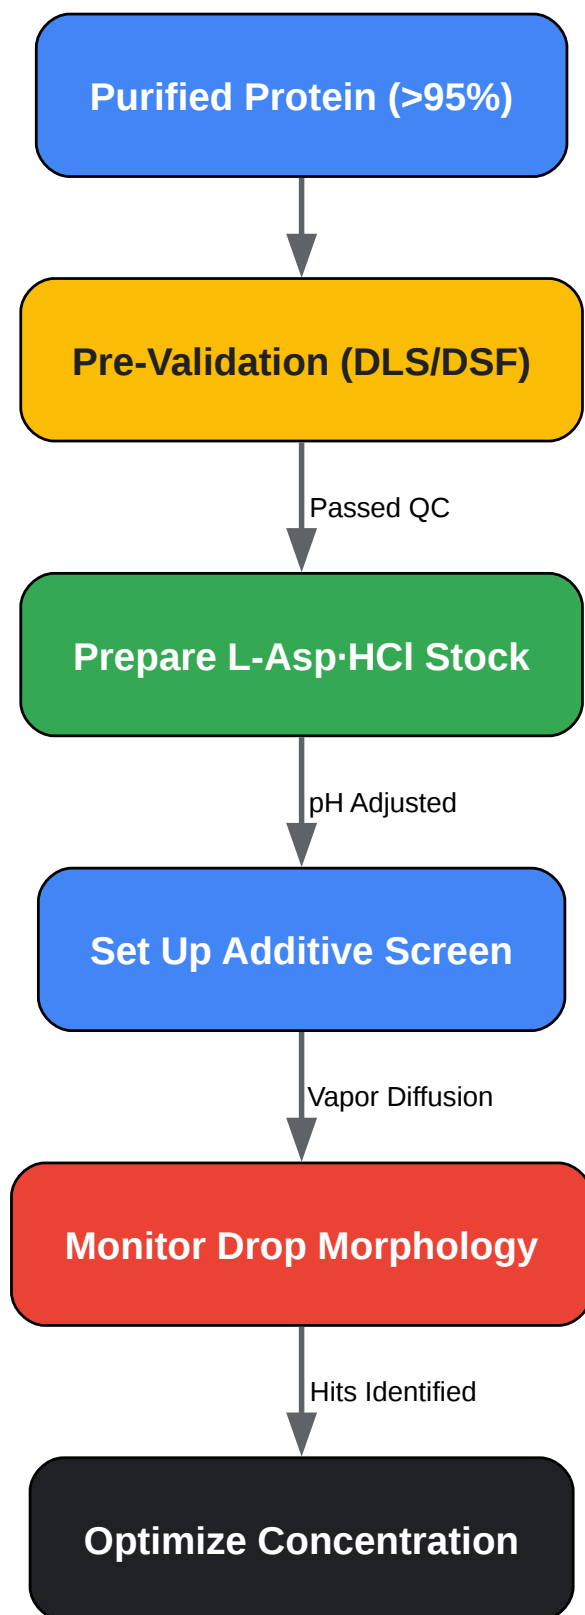 Purified Protein (>95%)
Pre-Validation (DLS/DSF)
Passed QC
Prepare L-Asp·HCl Stock
pH Adjusted
Set Up Additive Screen
Vapor Diffusion
Monitor Drop Morphology
Hits Identified
Optimize Concentration